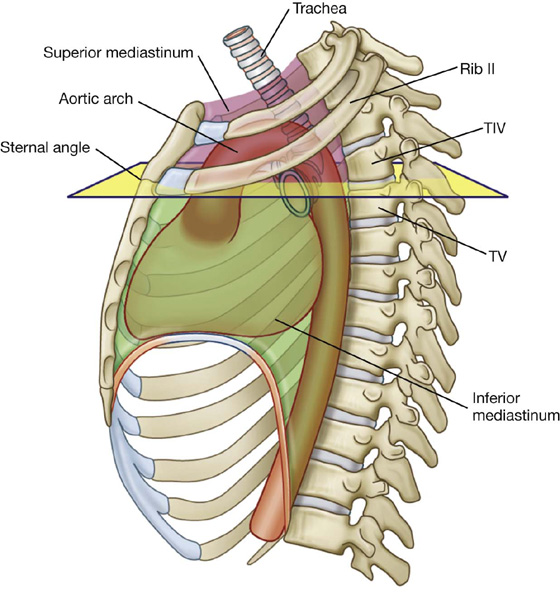 Trachea
Superior mediastinum
Rib II
Aortic arch
TIV
Sternal angle
TV
Inferior
mediastinum